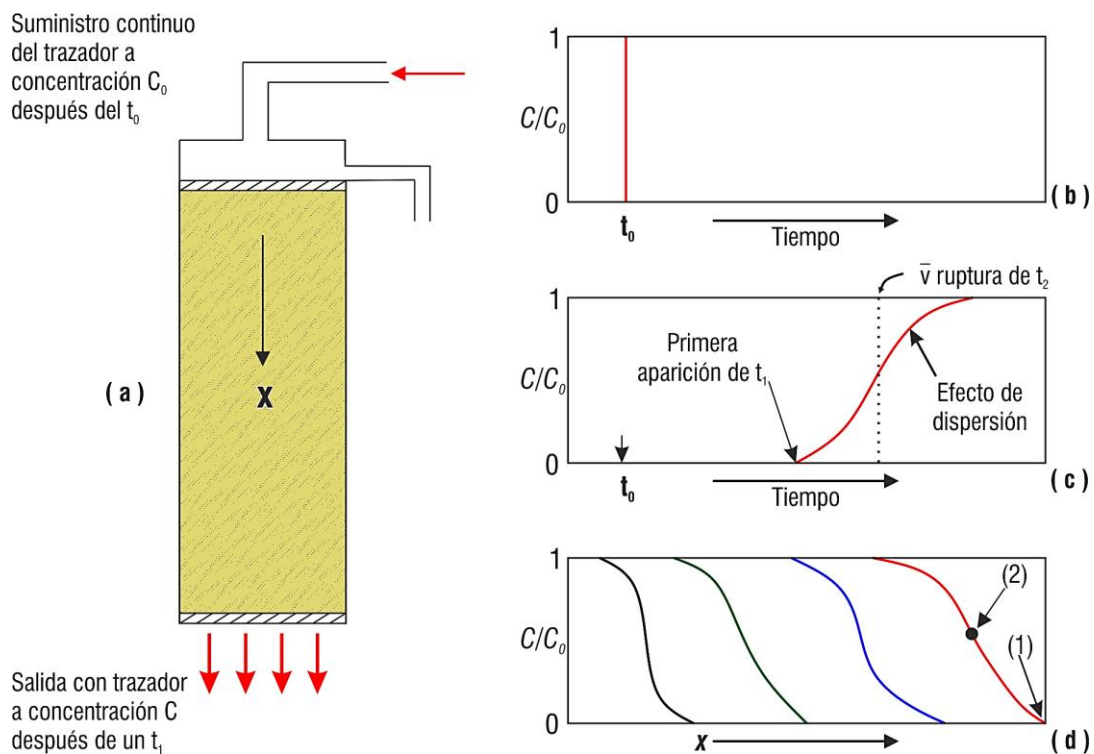 Suministro continuo
del trazador a
concentración C₀
después del t₀
( a )
X
Salida con trazador
a concentración C
después de un t₁
1
C/C₀
0
t₀
Tiempo
( b )
v̅ ruptura de t₂
1
Primera
aparición de t₁
C/C₀
Efecto de
dispersión
0
t₀
Tiempo
( c )
1
(2)
C/C₀
(1)
0
x
( d )